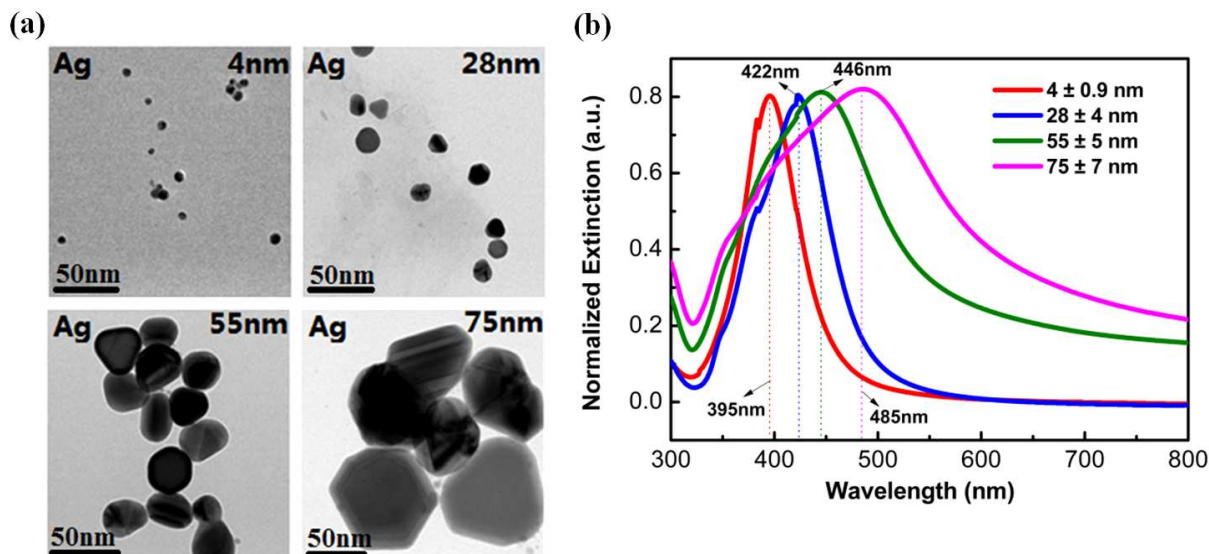 (a)
Ag 4nm
50nm
Ag 28nm
50nm
Ag 55nm
50nm
Ag 75nm
50nm
(b)
422nm 446nm
4 ± 0.9 nm
28 ± 4 nm
55 ± 5 nm
75 ± 7 nm
395nm 485nm
Normalized Extinction (a.u.)
0.8
0.6
0.4
0.2
0.0
300 400 500 600 700 800
Wavelength (nm)